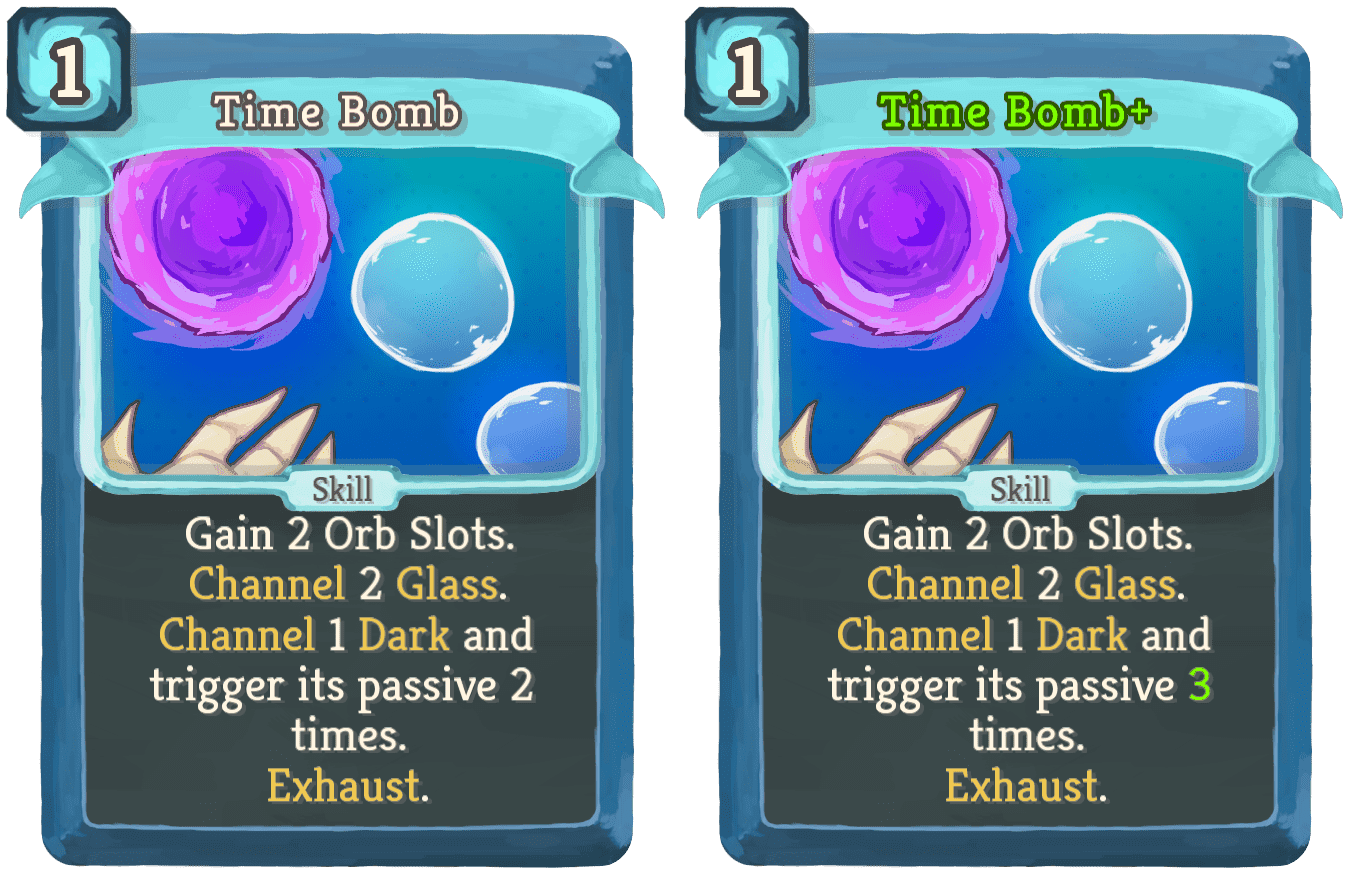 1
Time Bomb
Skill
Gain 2 Orb Slots.
Channel 2 Glass.
Channel 1 Dark and
trigger its passive 2
times.
Exhaust.
1
Time Bomb+
Skill
Gain 2 Orb Slots.
Channel 2 Glass.
Channel 1 Dark and
trigger its passive 3
times.
Exhaust.